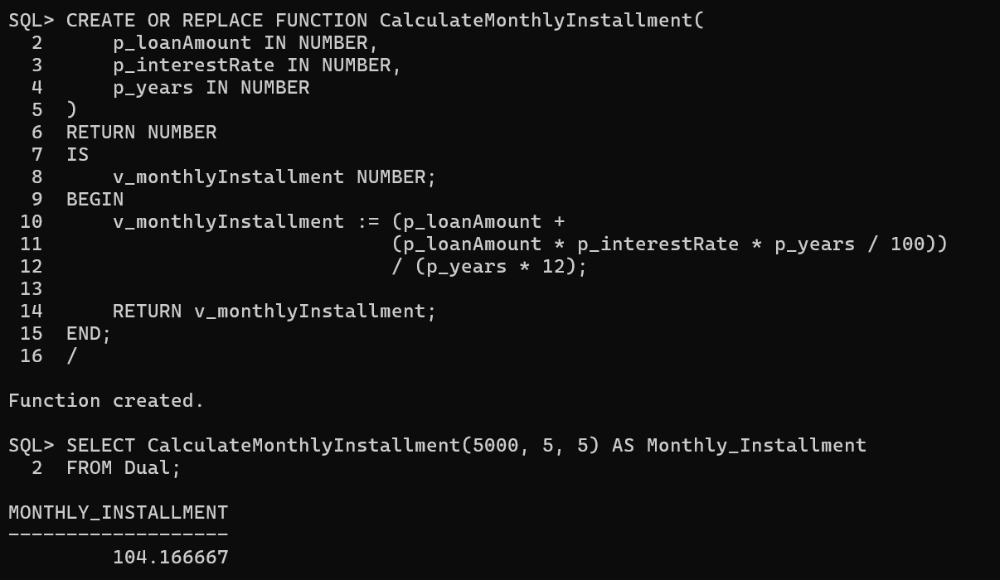 SQL> CREATE OR REPLACE FUNCTION CalculateMonthlyInstallment(
  2      p_loanAmount IN NUMBER,
  3      p_interestRate IN NUMBER,
  4      p_years IN NUMBER
  5  )
  6  RETURN NUMBER
  7  IS
  8      v_monthlyInstallment NUMBER;
  9  BEGIN
 10      v_monthlyInstallment := (p_loanAmount +
 11                              (p_loanAmount * p_interestRate * p_years / 100))
 12                              / (p_years * 12);
 13
 14      RETURN v_monthlyInstallment;
 15  END;
 16  /

Function created.

SQL> SELECT CalculateMonthlyInstallment(5000, 5, 5) AS Monthly_Installment
  2  FROM Dual;

MONTHLY_INSTALLMENT
-------------------
         104.166667